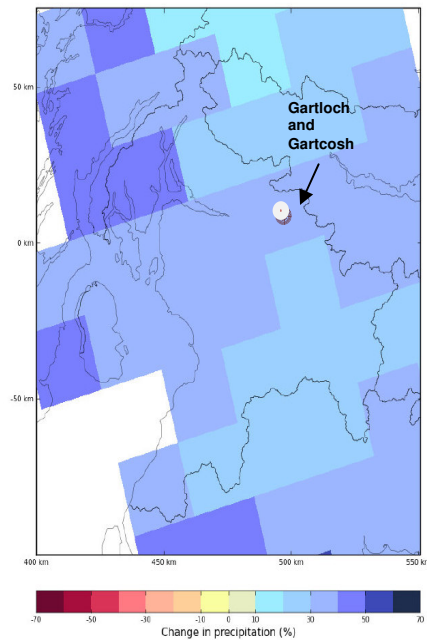 50 km
Gartloch
and
Gartcosh
0 km
-50 km
400 km
450 km
500 km
550 km
-70 -50 -30 -10 0 10 30 50 70
Change in precipitation (%)